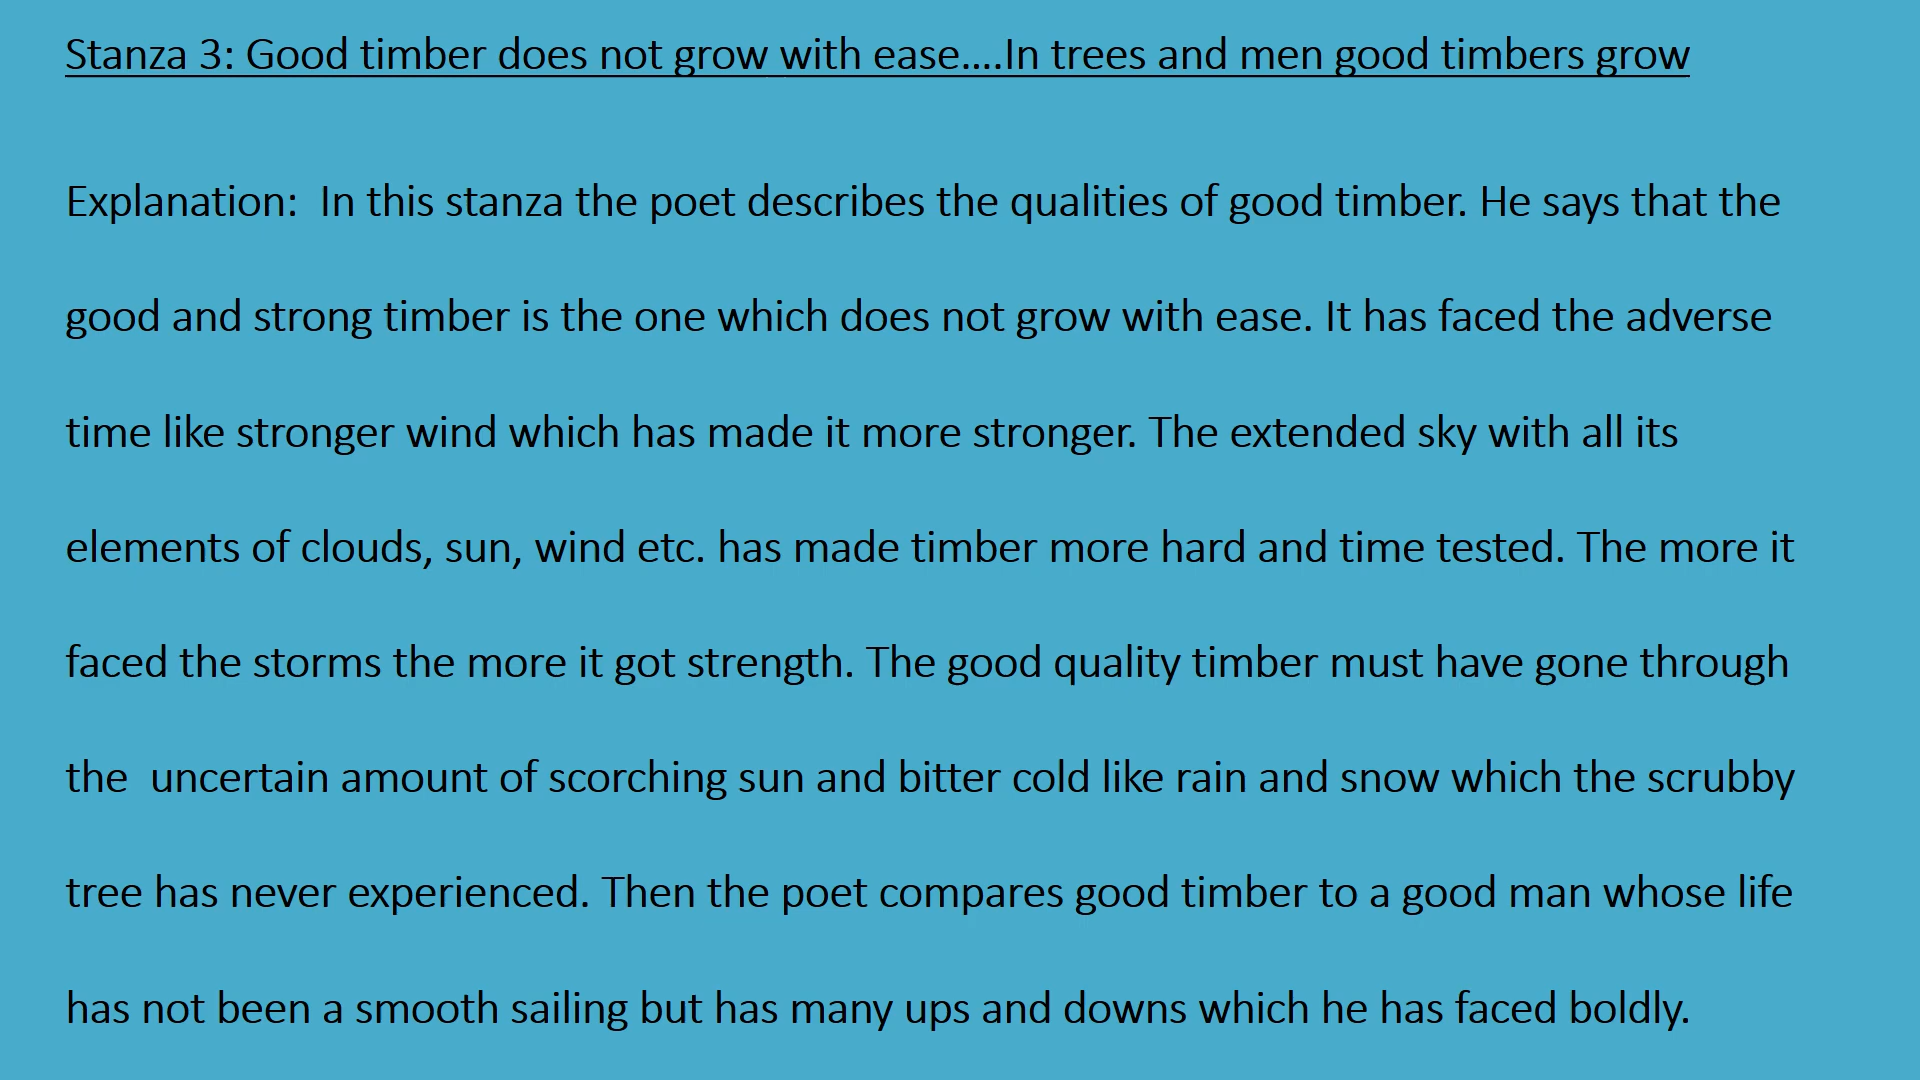 Stanza 3: Good timber does not grow with ease....In trees and men good timbers grow
Explanation:  In this stanza the poet describes the qualities of good timber. He says that the
good and strong timber is the one which does not grow with ease. It has faced the adverse
time like stronger wind which has made it more stronger. The extended sky with all its
elements of clouds, sun, wind etc. has made timber more hard and time tested. The more it
faced the storms the more it got strength. The good quality timber must have gone through
the  uncertain amount of scorching sun and bitter cold like rain and snow which the scrubby
tree has never experienced. Then the poet compares good timber to a good man whose life
has not been a smooth sailing but has many ups and downs which he has faced boldly.